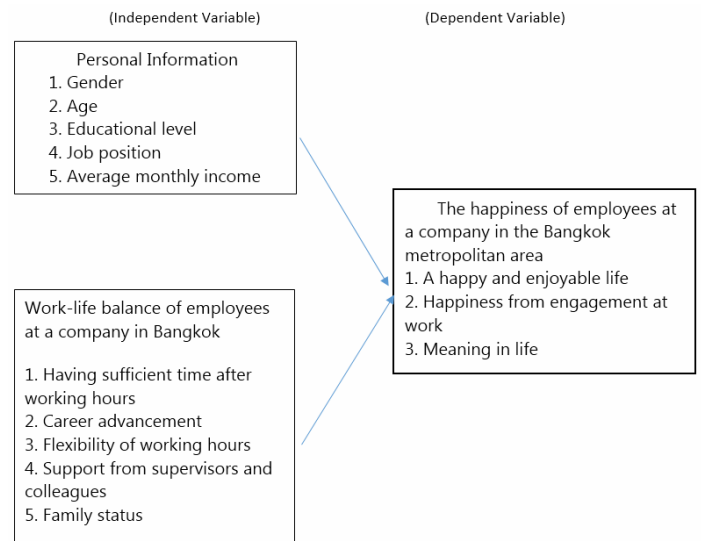 (Independent Variable)
(Dependent Variable)
Personal Information
1. Gender
2. Age
3. Educational level
4. Job position
5. Average monthly income
The happiness of employees at
a company in the Bangkok
metropolitan area
1. A happy and enjoyable life
2. Happiness from engagement at
work
3. Meaning in life
Work-life balance of employees
at a company in Bangkok
1. Having sufficient time after
working hours
2. Career advancement
3. Flexibility of working hours
4. Support from supervisors and
colleagues
5. Family status